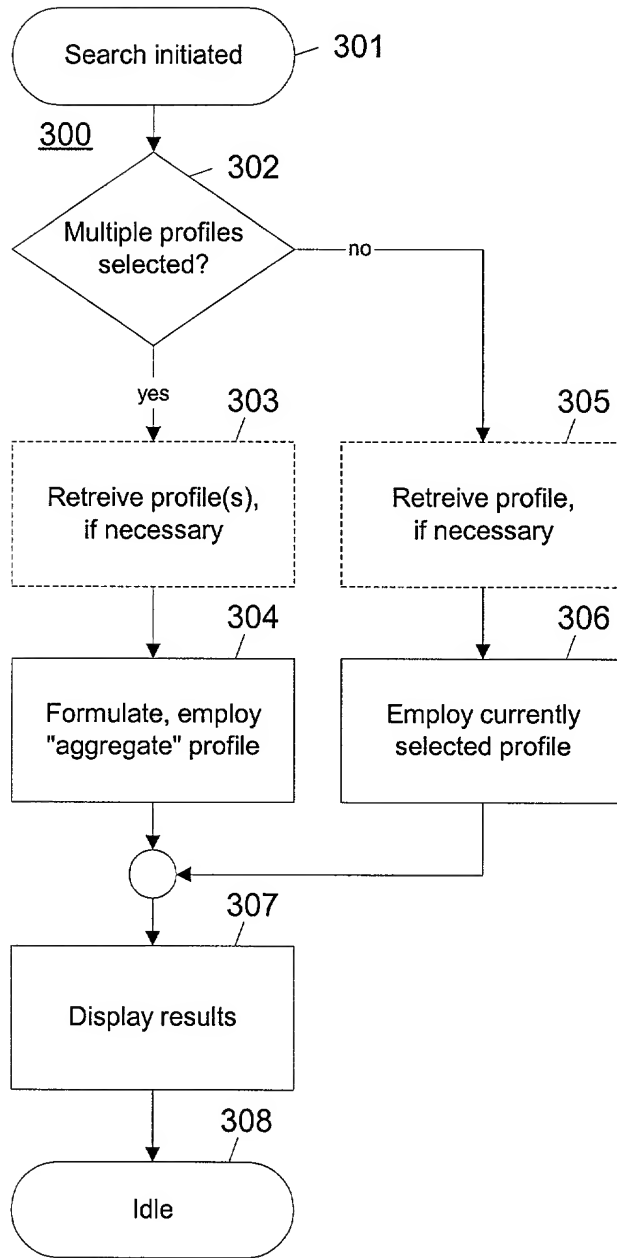 Search initiated
301
300
302
Multiple profiles
selected?
no
yes
303
305
Retreive profile(s),
if necessary
Retreive profile,
if necessary
304
306
Formulate, employ
"aggregate" profile
Employ currently
selected profile
307
Display results
308
Idle